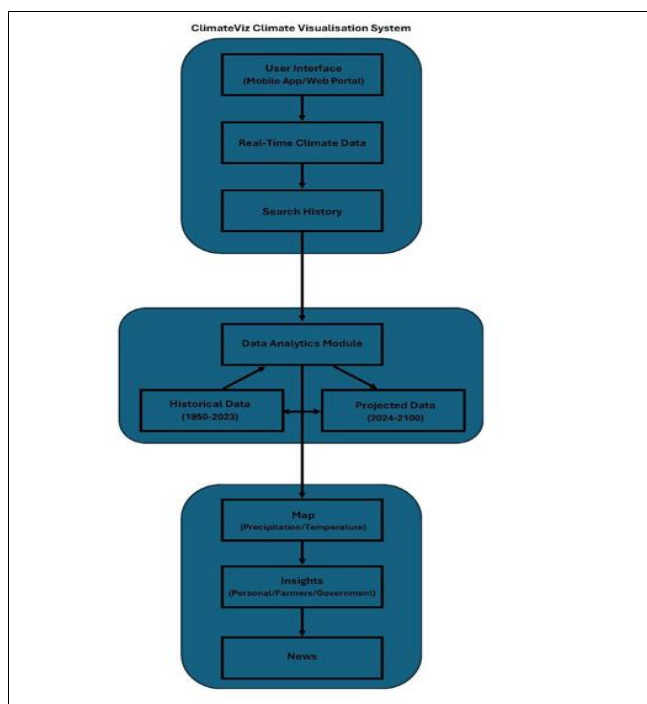 ClimateViz Climate Visualisation System
User Interface
(Mobile App/Web Portal)
Real-Time Climate Data
Search History
Data Analytics Module
Historical Data
(1950-2023)
Projected Data
(2024-2100)
Map
(Precipitation/Temperature)
Insights
(Personal/Farmers/Government)
News